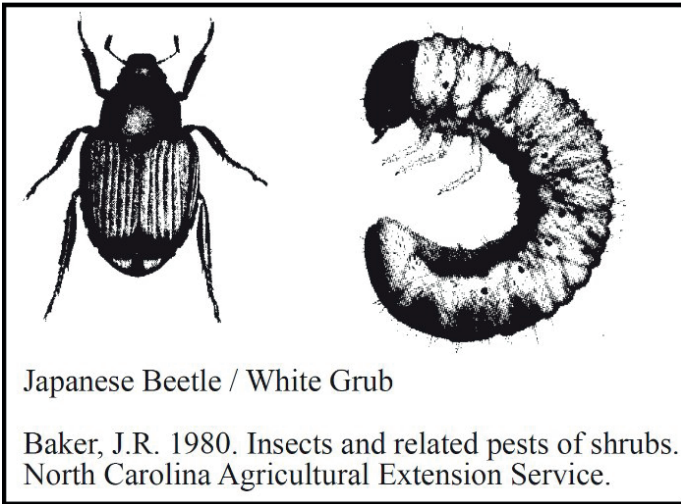 Japanese Beetle / White Grub
Baker, J.R. 1980. Insects and related pests of shrubs.
North Carolina Agricultural Extension Service.